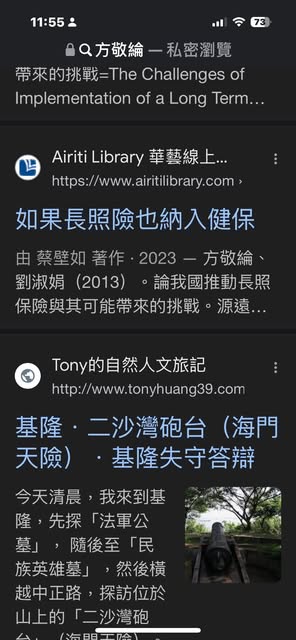 11:55
73
方敬綸 — 私密瀏覽
帶來的挑戰=The Challenges of
Implementation of a Long Term…
Airiti Library 華藝線上...
https://www.airitilibrary.com ›
如果長照險也納入健保
由 蔡壁如 著作 · 2023 — 方敬綸、
劉淑娟（2013）。論我國推動長照
保險與其可能帶來的挑戰。源遠…
Tony的自然人文旅記
http://www.tonyhuang39.com
基隆．二沙灣砲台（海門
天險）．基隆失守答辯
今天清晨，我來到基
隆，先探「法軍公
墓」， 隨後至「民
族英雄墓」，然後橫
越中正路，探訪位於
山上的「二沙灣砲
台」（海門天險）。